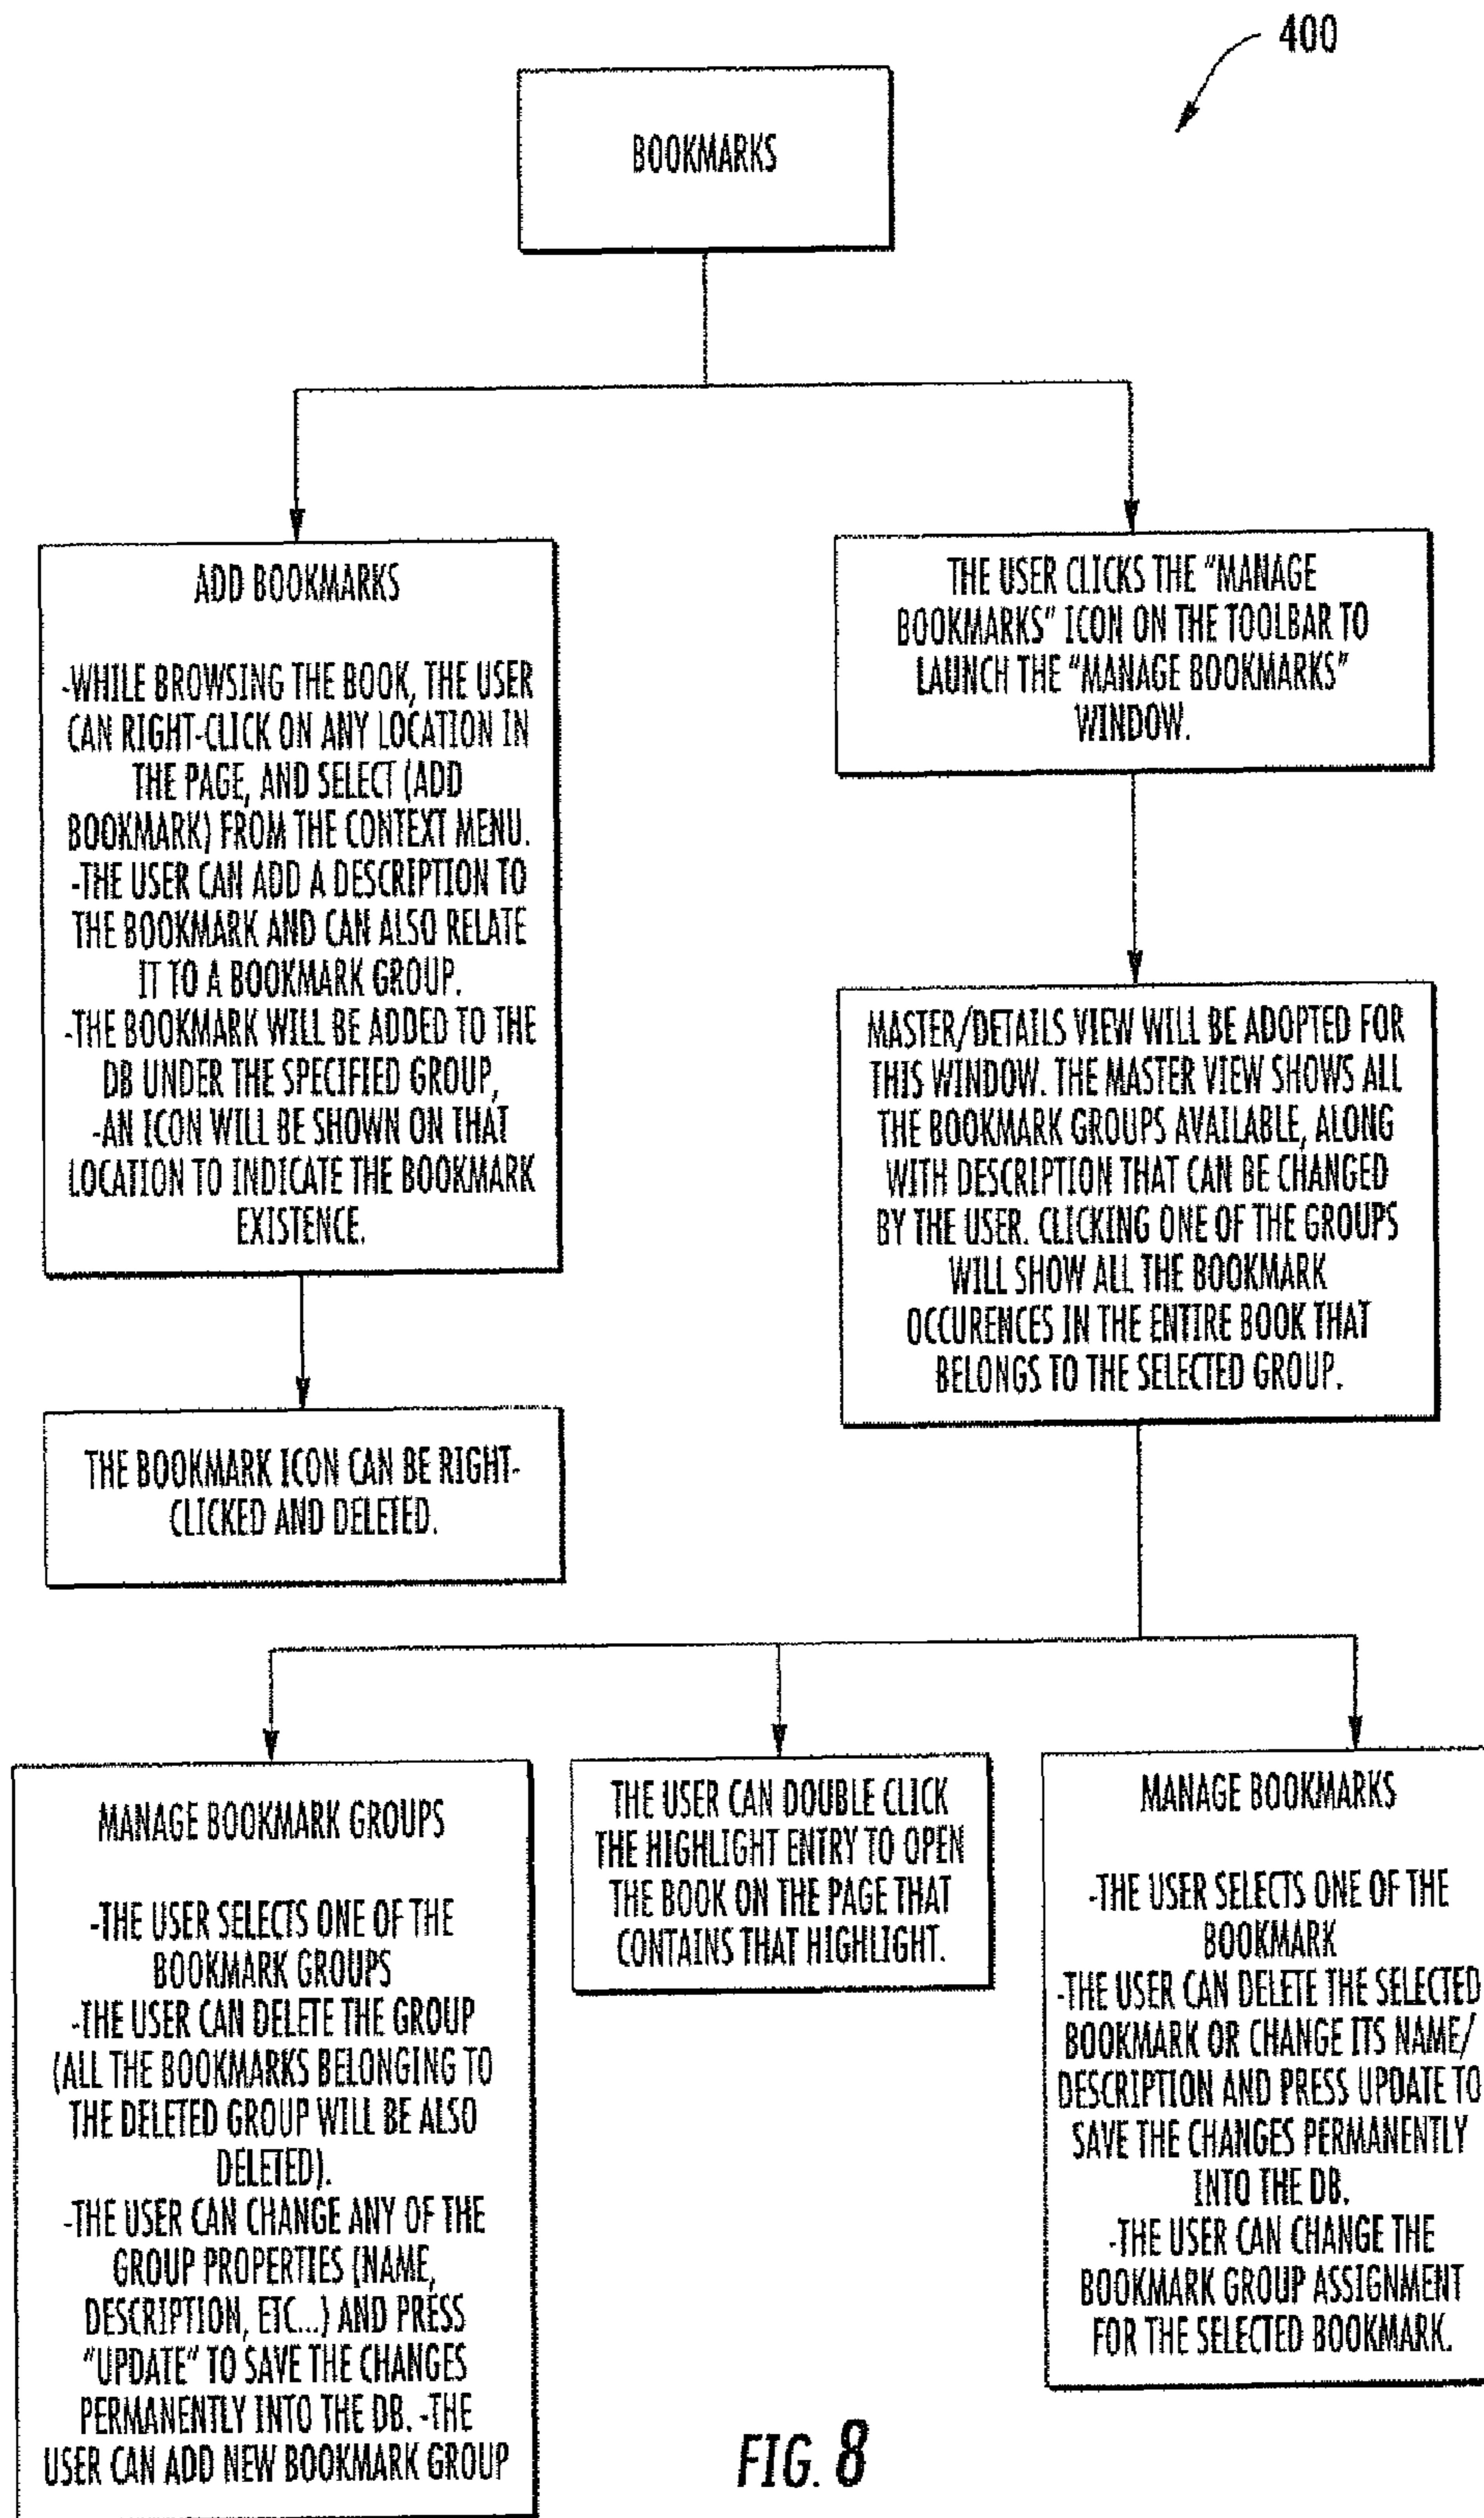 400
BOOKMARKS
ADD BOOKMARKS
-WHILE BROWSING THE BOOK, THE USER
CAN RIGHT-CLICK ON ANY LOCATION IN
THE PAGE, AND SELECT (ADD
BOOKMARK) FROM THE CONTEXT MENU.
-THE USER CAN ADD A DESCRIPTION TO
THE BOOKMARK AND CAN ALSO RELATE
IT TO A BOOKMARK GROUP.
-THE BOOKMARK WILL BE ADDED TO THE
DB UNDER THE SPECIFIED GROUP,
-AN ICON WILL BE SHOWN ON THAT
LOCATION TO INDICATE THE BOOKMARK
EXISTENCE.
THE BOOKMARK ICON CAN BE RIGHT-
CLICKED AND DELETED.
THE USER CLICKS THE "MANAGE
BOOKMARKS" ICON ON THE TOOLBAR TO
LAUNCH THE "MANAGE BOOKMARKS"
WINDOW.
MASTER/DETAILS VIEW WILL BE ADOPTED FOR
THIS WINDOW. THE MASTER VIEW SHOWS ALL
THE BOOKMARK GROUPS AVAILABLE, ALONG
WITH DESCRIPTION THAT CAN BE CHANGED
BY THE USER. CLICKING ONE OF THE GROUPS
WILL SHOW ALL THE BOOKMARK
OCCURENCES IN THE ENTIRE BOOK THAT
BELONGS TO THE SELECTED GROUP.
MANAGE BOOKMARK GROUPS
-THE USER SELECTS ONE OF THE
BOOKMARK GROUPS
-THE USER CAN DELETE THE GROUP
(ALL THE BOOKMARKS BELONGING TO
THE DELETED GROUP WILL BE ALSO
DELETED).
-THE USER CAN CHANGE ANY OF THE
GROUP PROPERTIES (NAME,
DESCRIPTION, ETC...) AND PRESS
"UPDATE" TO SAVE THE CHANGES
PERMANENTLY INTO THE DB. -THE
USER CAN ADD NEW BOOKMARK GROUP
THE USER CAN DOUBLE CLICK
THE HIGHLIGHT ENTRY TO OPEN
THE BOOK ON THE PAGE THAT
CONTAINS THAT HIGHLIGHT.
MANAGE BOOKMARKS
-THE USER SELECTS ONE OF THE
BOOKMARK
-THE USER CAN DELETE THE SELECTED
BOOKMARK OR CHANGE ITS NAME/
DESCRIPTION AND PRESS UPDATE TO
SAVE THE CHANGES PERMANENTLY
INTO THE DB.
-THE USER CAN CHANGE THE
BOOKMARK GROUP ASSIGNMENT
FOR THE SELECTED BOOKMARK.
FIG. 8